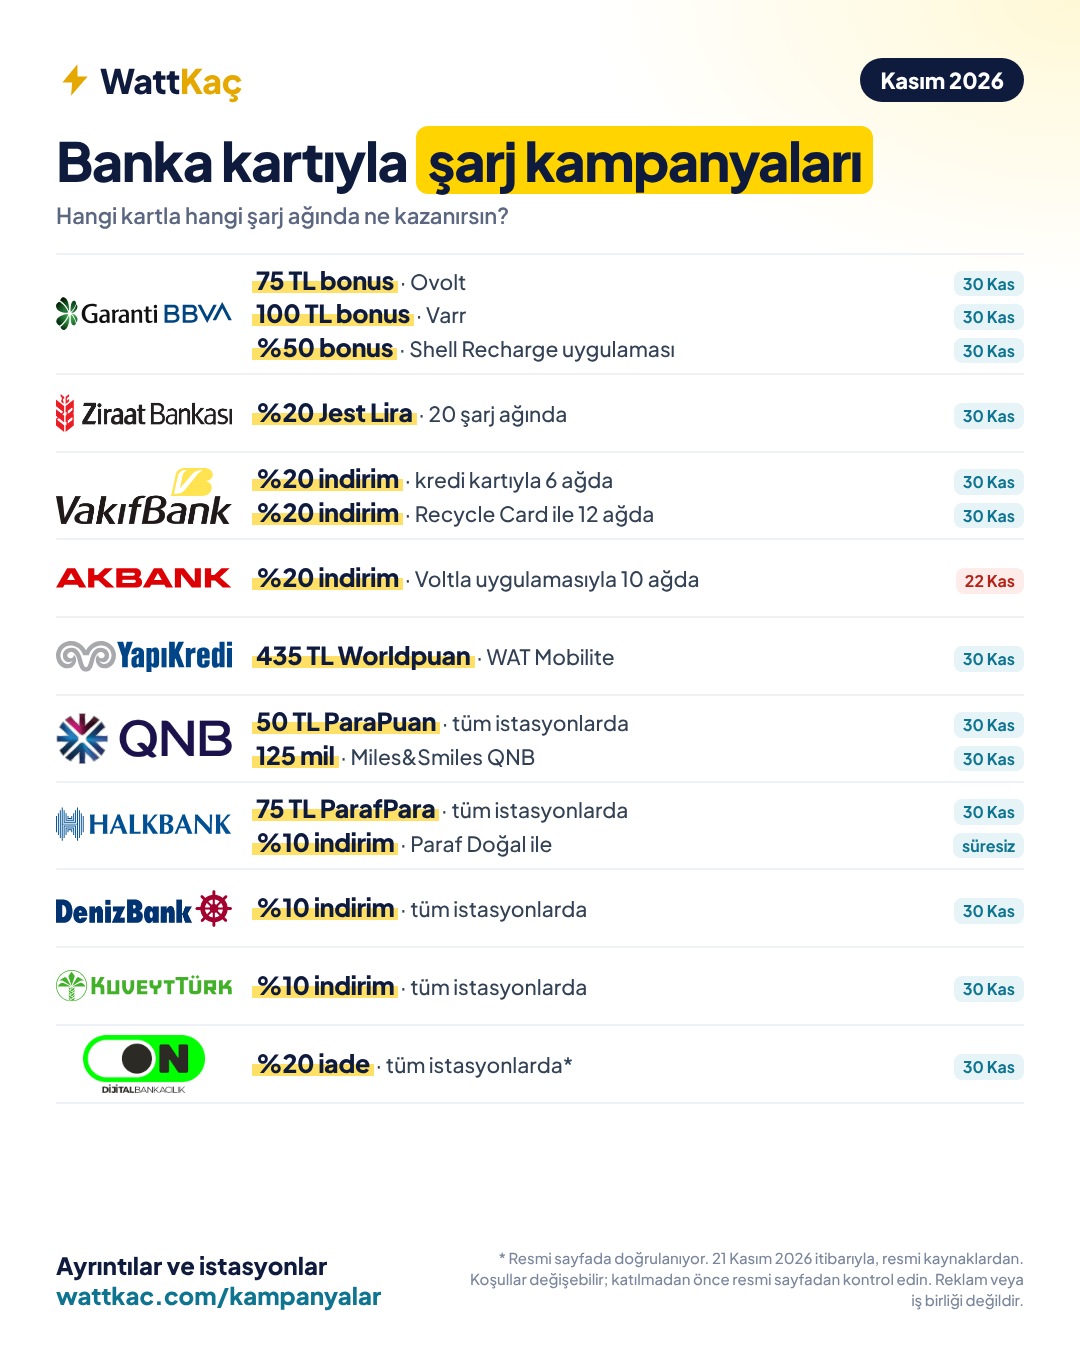 WattKaç
Kasım 2026
Banka kartıyla şarj kampanyaları
Hangi kartla hangi şarj ağında ne kazanırsın?
Garanti BBVA
75 TL bonus · Ovolt 30 Kas
100 TL bonus · Varr 30 Kas
%50 bonus · Shell Recharge uygulaması 30 Kas
Ziraat Bankası %20 Jest Lira · 20 şarj ağında 30 Kas
VakıfBank
%20 indirim · kredi kartıyla 6 ağda 30 Kas
%20 indirim · Recycle Card ile 12 ağda 30 Kas
AKBANK %20 indirim · Voltla uygulamasıyla 10 ağda 22 Kas
YapıKredi 435 TL Worldpuan · WAT Mobilite 30 Kas
QNB
50 TL ParaPuan · tüm istasyonlarda 30 Kas
125 mil · Miles&Smiles QNB 30 Kas
HALKBANK
75 TL ParafPara · tüm istasyonlarda 30 Kas
%10 indirim · Paraf Doğal ile süresiz
DenizBank %10 indirim · tüm istasyonlarda 30 Kas
KUVEYTTÜRK %10 indirim · tüm istasyonlarda 30 Kas
ON
DİJİTAL BANKACILIK
%20 iade · tüm istasyonlarda* 30 Kas
Ayrıntılar ve istasyonlar
wattkac.com/kampanyalar
* Resmi sayfada doğrulanıyor. 21 Kasım 2026 itibarıyla, resmi kaynaklardan.
Koşullar değişebilir; katılmadan önce resmi sayfadan kontrol edin. Reklam veya
iş birliği değildir.